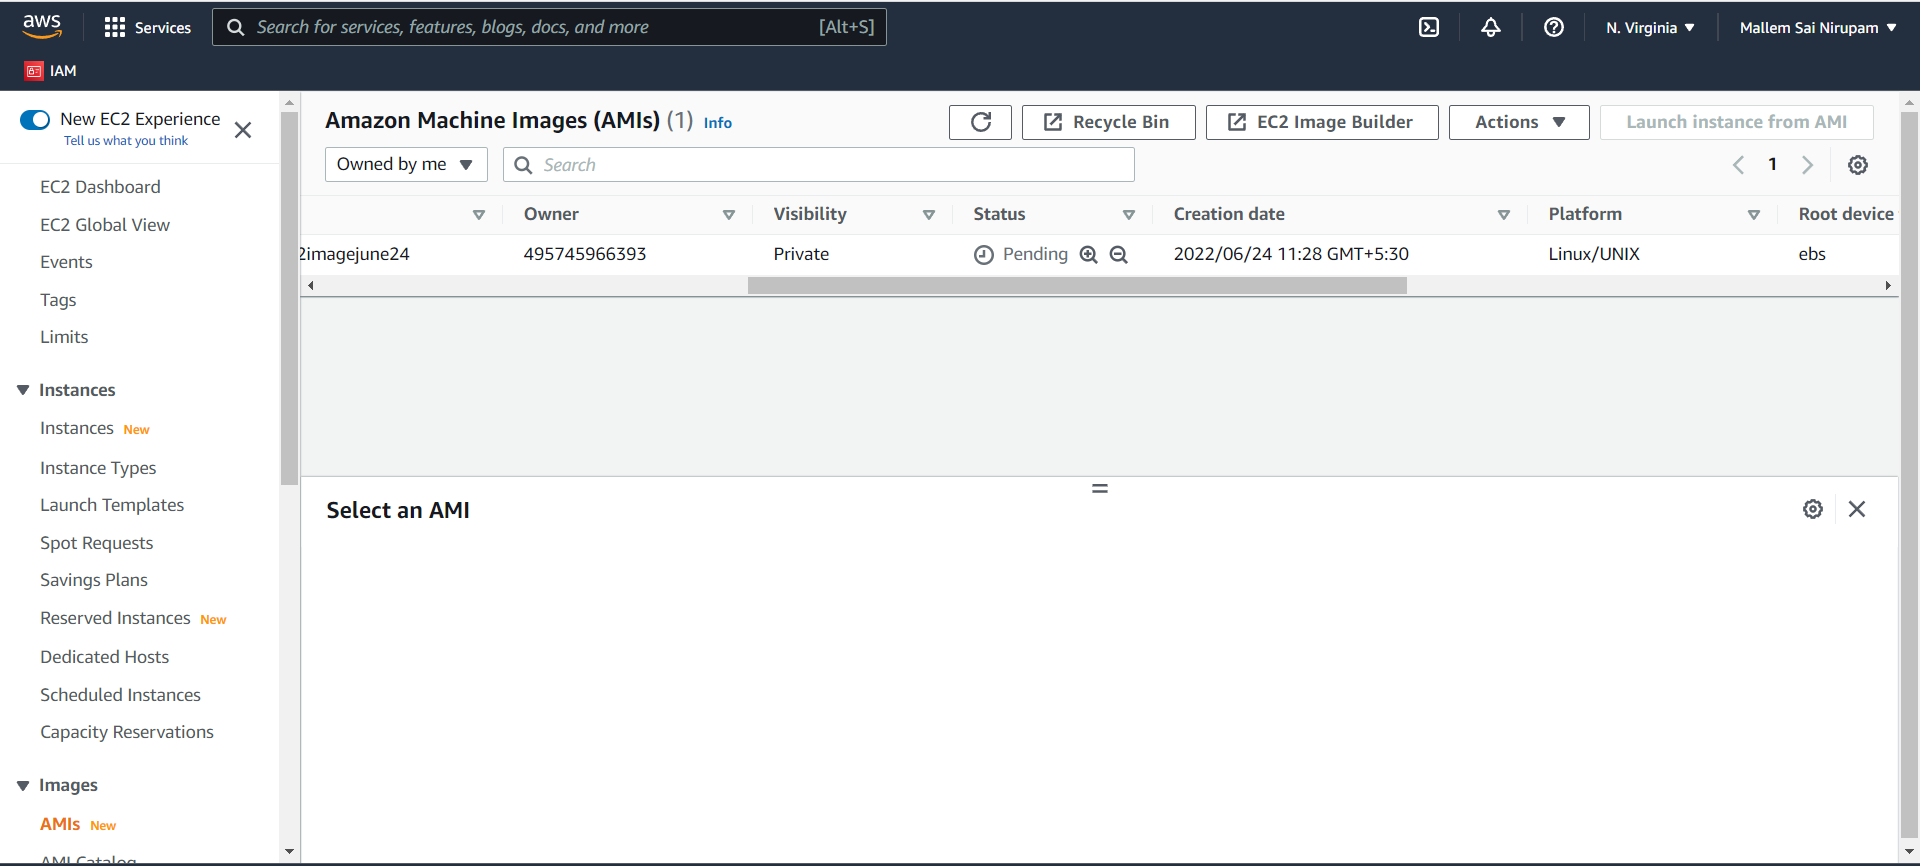 aws
Services
Search for services, features, blogs, docs, and more
[Alt+S]
N. Virginia
Mallem Sai Nirupam
IAM
New EC2 Experience
Tell us what you think
EC2 Dashboard
EC2 Global View
Events
Tags
Limits
Instances
Instances New
Instance Types
Launch Templates
Spot Requests
Savings Plans
Reserved Instances New
Dedicated Hosts
Scheduled Instances
Capacity Reservations
Images
AMIs New
AMI Catalog
Amazon Machine Images (AMIs) (1) Info
Recycle Bin
EC2 Image Builder
Actions
Launch instance from AMI
Owned by me
Search
1
Owner Visibility Status Creation date Platform Root device
2imagejune24 495745966393 Private Pending 2022/06/24 11:28 GMT+5:30 Linux/UNIX ebs
Select an AMI